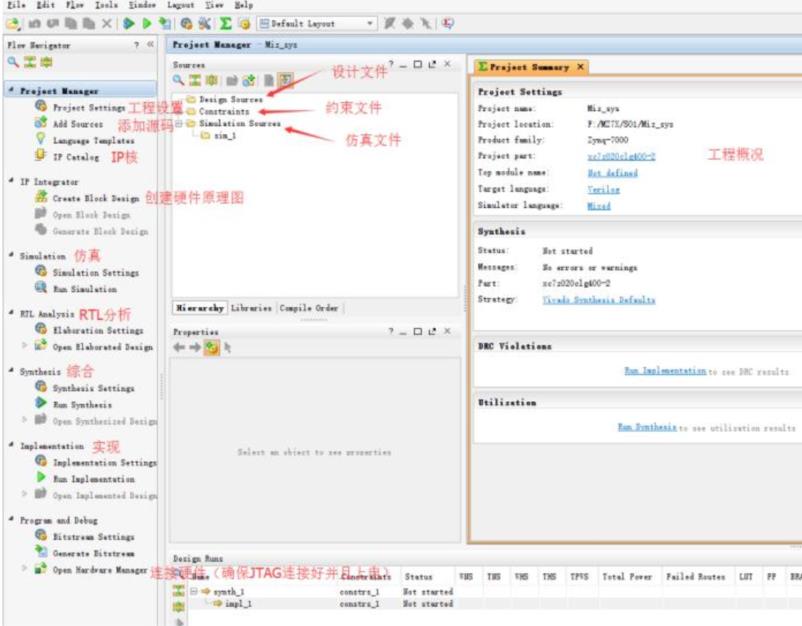 File Edit Flow Tools Window Layout View Help
Default Layout
Flow Navigator
Project Manager
Project Settings 工程设置
Add Sources 添加源码
Language Templates
IP Catalog IP核
IP Integrator
Create Block Design 创建硬件原理图
Open Block Design
Generate Block Design
Simulation 仿真
Simulation Settings
Run Simulation
RTL Analysis RTL分析
Elaboration Settings
Open Elaborated Design
Synthesis 综合
Synthesis Settings
Run Synthesis
Open Synthesized Design
Implementation 实现
Implementation Settings
Run Implementation
Open Implemented Design
Program and Debug
Bitstream Settings
Generate Bitstream
Open Hardware Manager 连接硬件（确保JTAG连接好并且上电）
Project Manager - Miz_sys
Sources
Design Sources 设计文件
Constraints 约束文件
Simulation Sources 仿真文件
sim_1
Hierarchy Libraries Compile Order
Properties
Select an object to see properties
Project Summary
Project Settings
Project name: Miz_sys
Project location: F:/MZ7X/S01/Miz_sys
Product family: Zynq-7000
Project part: xc7z020clg400-2
工程概况
Top module name: Not defined
Target language: Verilog
Simulator language: Mixed
Synthesis
Status: Not started
Messages: No errors or warnings
Part: xc7z020clg400-2
Strategy: Vivado Synthesis Defaults
DRC Violations
Run Implementation to see DRC results
Utilization
Run Synthesis to see utilization results
Design Runs
Name Constraints Status WNS TNS WHS THS TPWS Total Power Failed Routes LUT FF BRA
synth_1 constrs_1 Not started
impl_1 constrs_1 Not started